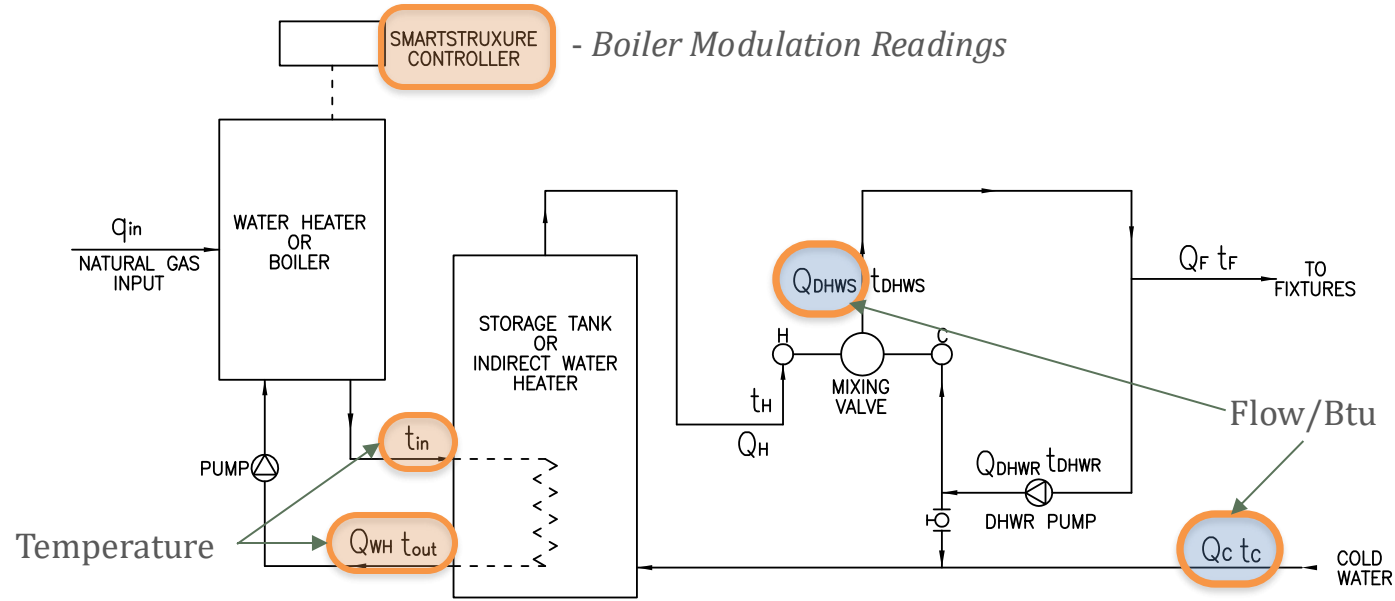 SMARTSTRUXURE
CONTROLLER
- Boiler Modulation Readings
WATER HEATER
OR
BOILER
qin
NATURAL GAS
INPUT
STORAGE TANK
OR
INDIRECT WATER
HEATER
QDHWS tDHWS
QF tF
TO
FIXTURES
H
C
MIXING
VALVE
tH
QH
Flow/Btu
tin
PUMP
QDHWR tDHWR
DHWR PUMP
Temperature
QWH tout
QC tC
COLD
WATER